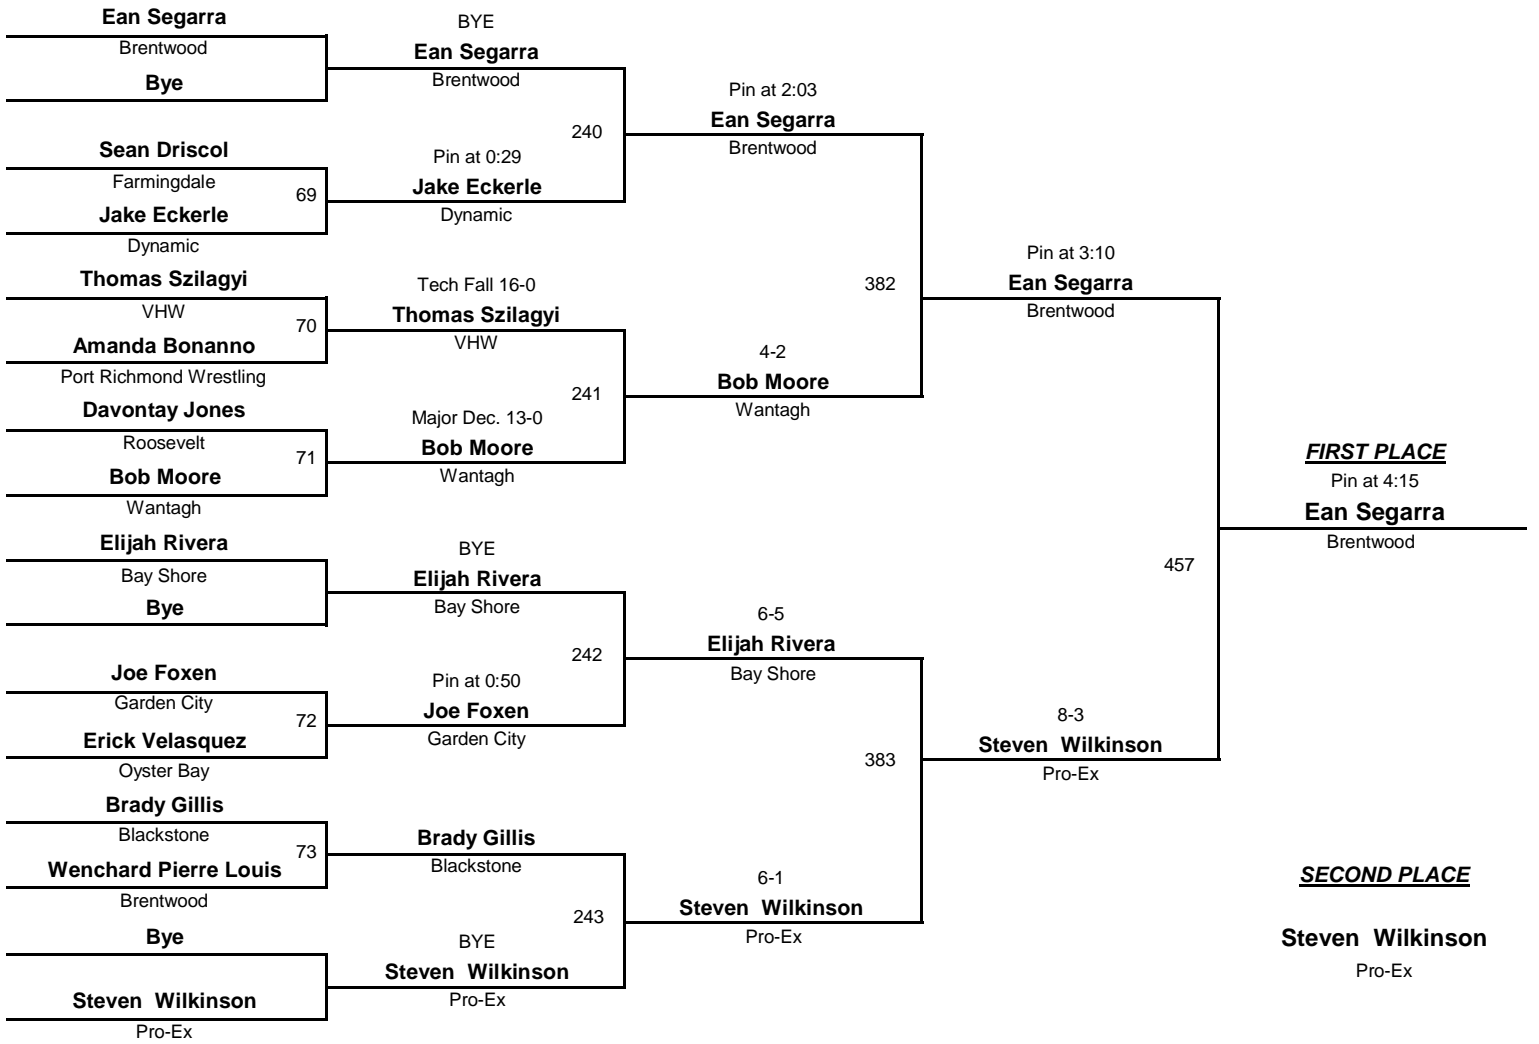 Ean Segarra
Brentwood
Bye
Sean Driscol
Farmingdale
69
Jake Eckerle
Dynamic
Thomas Szilagyi
VHW
70
Amanda Bonanno
Port Richmond Wrestling
Davontay Jones
Roosevelt
71
Bob Moore
Wantagh
Elijah Rivera
Bay Shore
Bye
Joe Foxen
Garden City
72
Erick Velasquez
Oyster Bay
Brady Gillis
Blackstone
73
Wenchard Pierre Louis
Brentwood
Bye
Steven Wilkinson
Pro-Ex
BYE
Ean Segarra
Brentwood
240
Pin at 0:29
Jake Eckerle
Dynamic
Tech Fall 16-0
Thomas Szilagyi
VHW
241
Major Dec. 13-0
Bob Moore
Wantagh
BYE
Elijah Rivera
Bay Shore
242
Pin at 0:50
Joe Foxen
Garden City
Brady Gillis
Blackstone
243
BYE
Steven Wilkinson
Pro-Ex
Pin at 2:03
Ean Segarra
Brentwood
382
4-2
Bob Moore
Wantagh
6-5
Elijah Rivera
Bay Shore
383
6-1
Steven Wilkinson
Pro-Ex
Pin at 3:10
Ean Segarra
Brentwood
457
8-3
Steven Wilkinson
Pro-Ex
FIRST PLACE
Pin at 4:15
Ean Segarra
Brentwood
SECOND PLACE
Steven Wilkinson
Pro-Ex